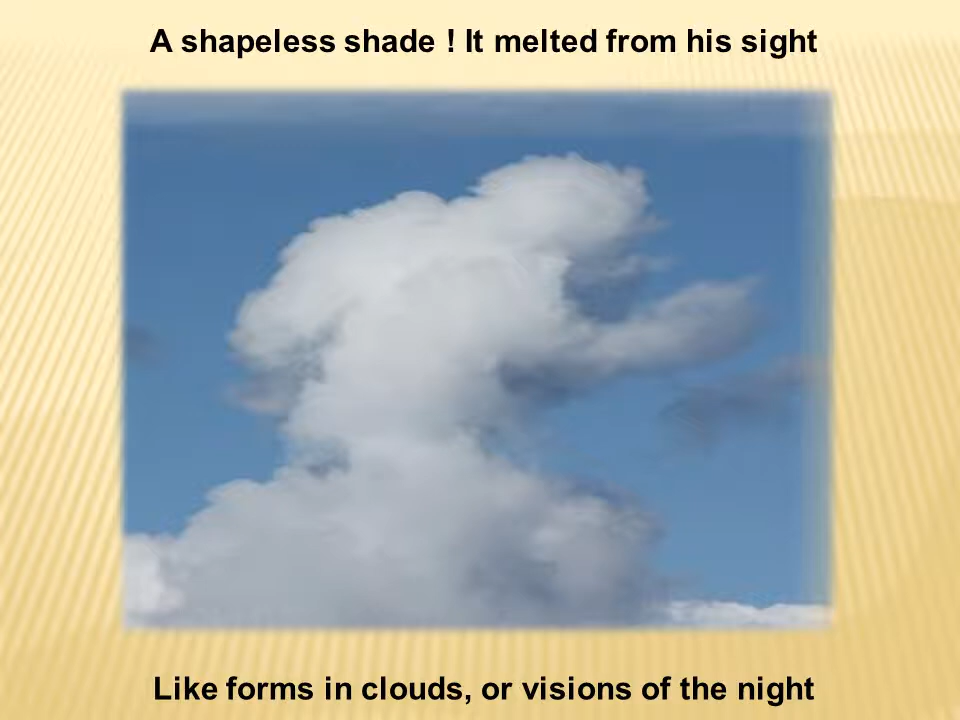 A shapeless shade ! It melted from his sight
Like forms in clouds, or visions of the night